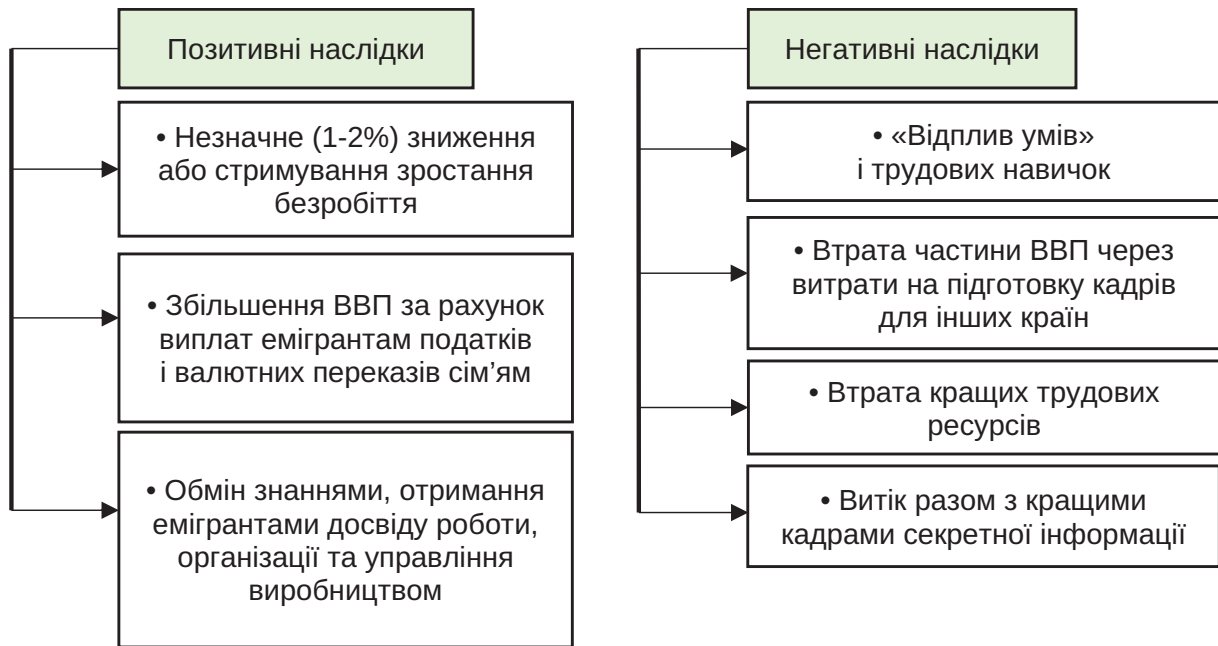 Позитивні наслідки
• Незначне (1-2%) зниження
або стримування зростання
безробіття
• Збільшення ВВП за рахунок
виплат емігрантам податків
і валютних переказів сім’ям
• Обмін знаннями, отримання
емігрантами досвіду роботи,
організації та управління
виробництвом
Негативні наслідки
• «Відплив умів»
і трудових навичок
• Втрата частини ВВП через
витрати на підготовку кадрів
для інших країн
• Втрата кращих трудових
ресурсів
• Витік разом з кращими
кадрами секретної інформації